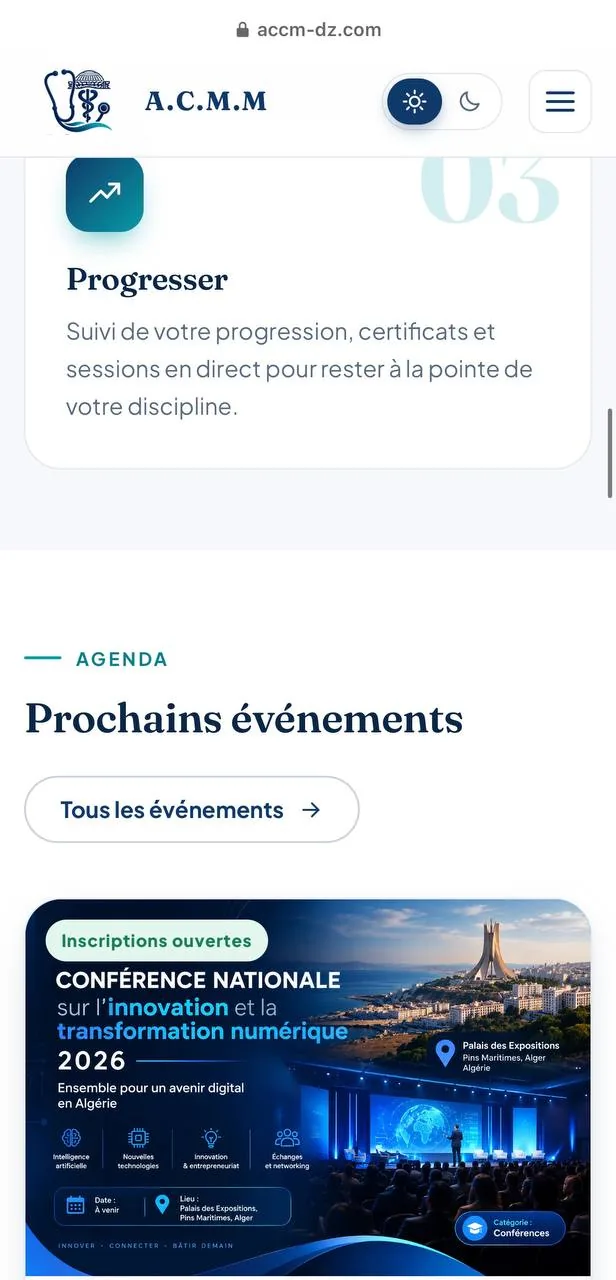 accm-dz.com
A.C.M.M
03
Progresser
Suivi de votre progression, certificats et
sessions en direct pour rester à la pointe de
votre discipline.
AGENDA
Prochains événements
Tous les événements →
Inscriptions ouvertes
CONFÉRENCE NATIONALE
sur l'innovation et la
transformation numérique
2026
Ensemble pour un avenir digital
en Algérie
Palais des Expositions
Pins Maritimes, Alger
Algérie
Intelligence
artificielle
Nouvelles
technologies
Innovation
& entrepreneuriat
Échanges
et networking
Date :
À venir
Lieu :
Palais des Expositions,
Pins Maritimes, Alger
Catégorie :
Conférences
INNOVER • CONNECTER • BÂTIR DEMAIN